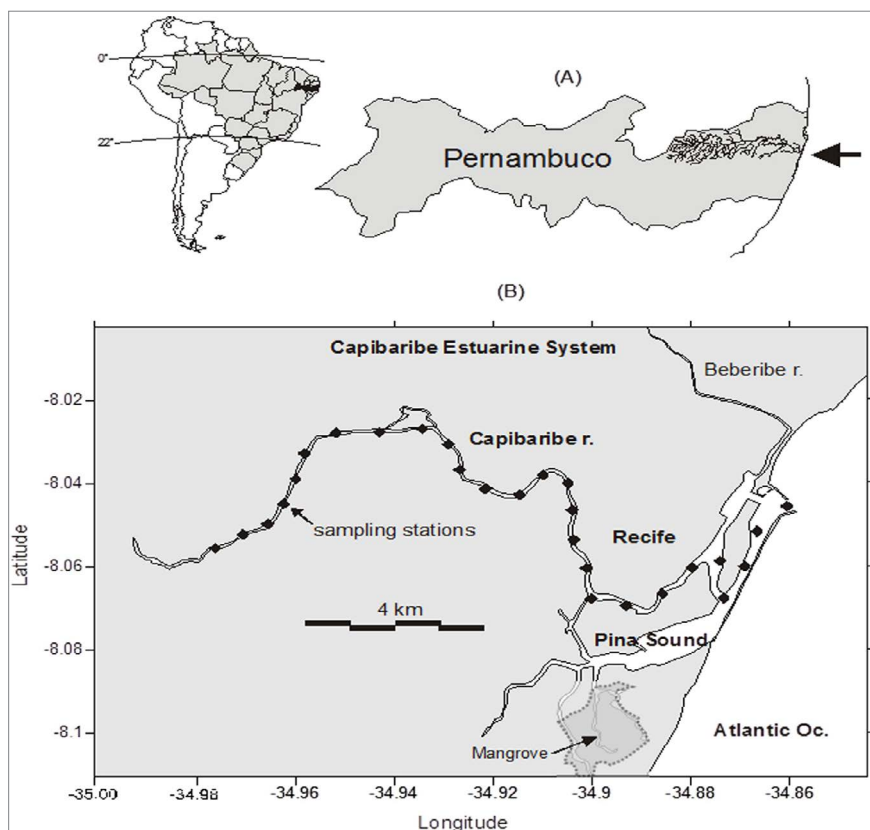 0°
22°
(A)
Pernambuco
(B)
Capibaribe Estuarine System
Beberibe r.
Capibaribe r.
sampling stations
Recife
4 km
Pina Sound
Mangrove
Atlantic Oc.
Latitude
-8.02
-8.04
-8.06
-8.08
-8.1
-35.00 -34.98 -34.96 -34.94 -34.92 -34.9 -34.88 -34.86
Longitude